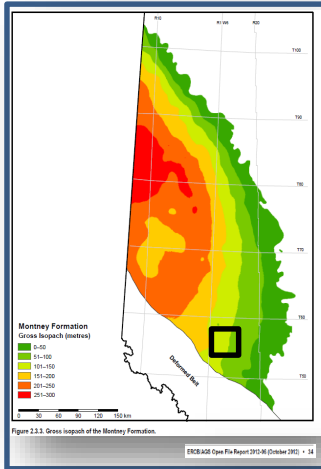 R10
R1 W6
R20
T100
T90
T80
T70
T60
T50
Montney Formation
Gross Isopach (metres)
0–50
51–100
101–150
151–200
201–250
251–300
Deformed Belt
0 30 60 90 120 150 km
Figure 2.3.3. Gross isopach of the Montney Formation.
ERCB/AGS Open File Report 2012-06 (October 2012) • 34